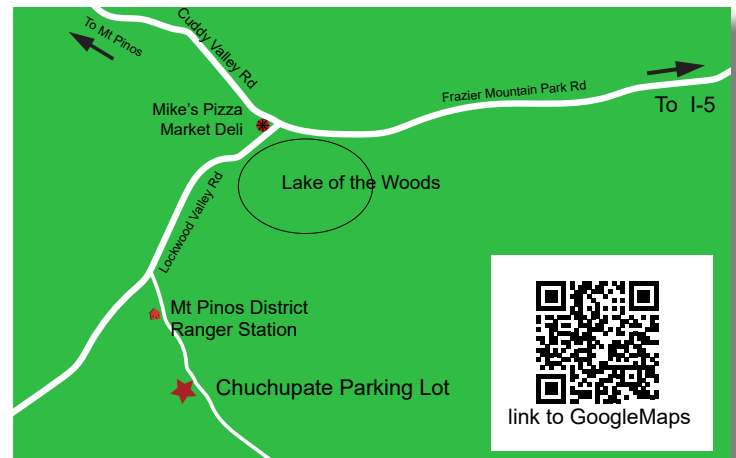 To Mt Pinos
Cuddy Valley Rd
Frazier Mountain Park Rd
To I-5
Mike's Pizza
Market Deli
Lake of the Woods
Lockwood Valley Rd
Mt Pinos District
Ranger Station
Chuchupate Parking Lot
link to GoogleMaps